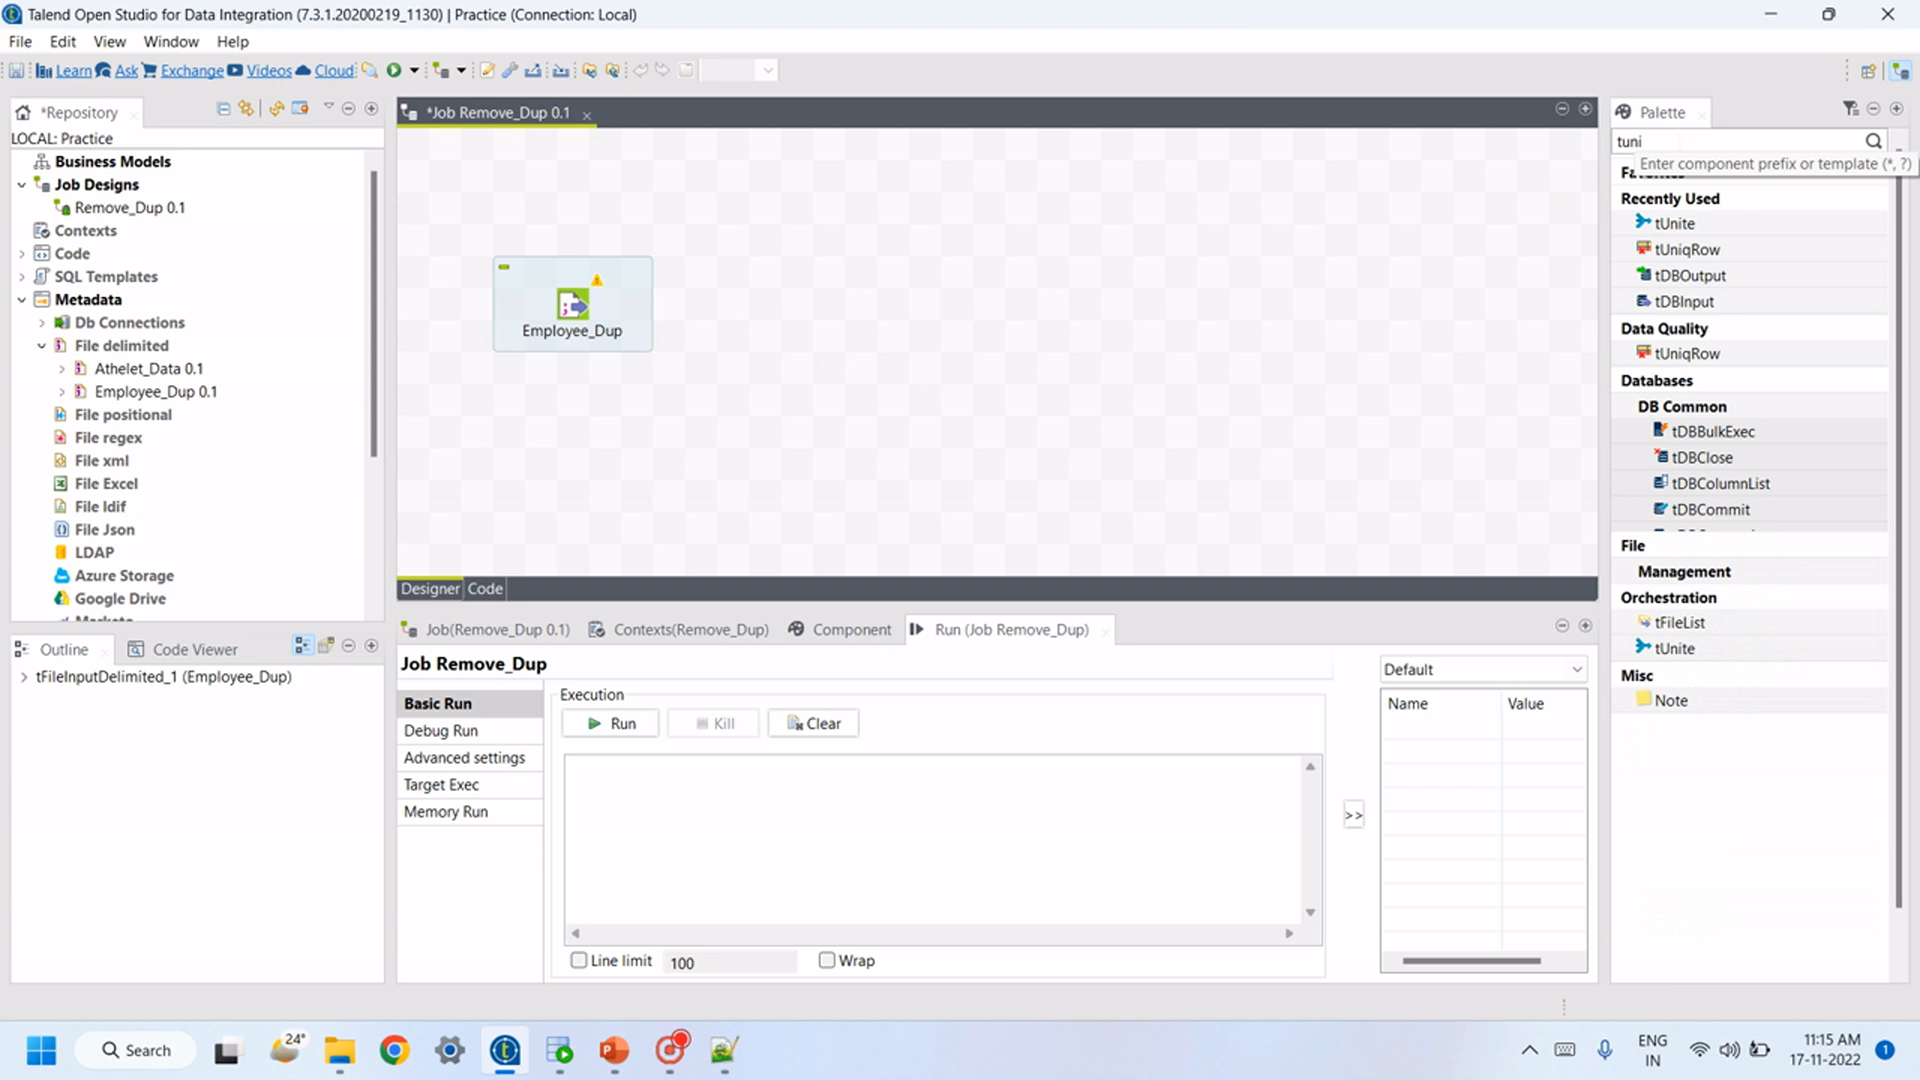 Talend Open Studio for Data Integration (7.3.1.20200219_1130) | Practice (Connection: Local)
File Edit View Window Help
Learn Ask Exchange Videos Cloud
*Repository
LOCAL: Practice
Business Models
Job Designs
Remove_Dup 0.1
Contexts
Code
SQL Templates
Metadata
Db Connections
File delimited
Athelet_Data 0.1
Employee_Dup 0.1
File positional
File regex
File xml
File Excel
File ldif
File Json
LDAP
Azure Storage
Google Drive
Outline Code Viewer
tFileInputDelimited_1 (Employee_Dup)
*Job Remove_Dup 0.1
Employee_Dup
Designer Code
Job(Remove_Dup 0.1) Contexts(Remove_Dup) Component Run (Job Remove_Dup)
Job Remove_Dup
Basic Run
Debug Run
Advanced settings
Target Exec
Memory Run
Execution
Run Kill Clear
Line limit 100 Wrap
>>
Default
Name Value
Palette
tuni
Enter component prefix or template (*, ?)
Recently Used
tUnite
tUniqRow
tDBOutput
tDBInput
Data Quality
tUniqRow
Databases
DB Common
tDBBulkExec
tDBClose
tDBColumnList
tDBCommit
File
Management
Orchestration
tFileList
tUnite
Misc
Note
24°
Search
ENG
IN
11:15 AM
17-11-2022
1